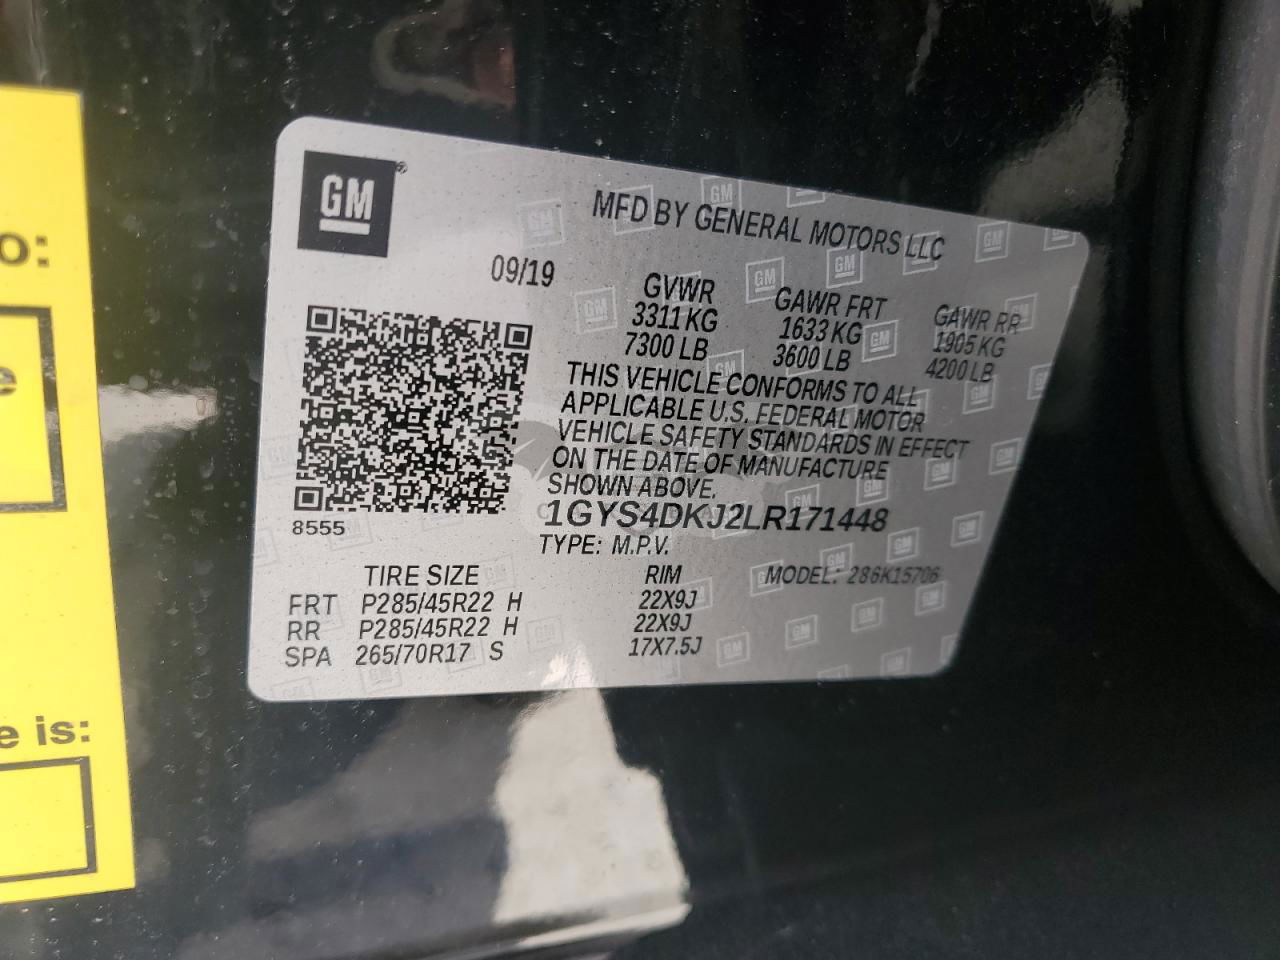 o:
e
e is:
GM®
MFD BY GENERAL MOTORS LLC
09/19
GVWR GAWR FRT GAWR RR
3311 KG 1633 KG 1905 KG
7300 LB 3600 LB 4200 LB
THIS VEHICLE CONFORMS TO ALL
APPLICABLE U.S. FEDERAL MOTOR
VEHICLE SAFETY STANDARDS IN EFFECT
ON THE DATE OF MANUFACTURE
SHOWN ABOVE.
8555
1GYS4DKJ2LR171448
TYPE: M.P.V.
TIRE SIZE RIM MODEL: 286K15706
FRT P285/45R22 H 22X9J
RR P285/45R22 H 22X9J
SPA 265/70R17 S 17X7.5J